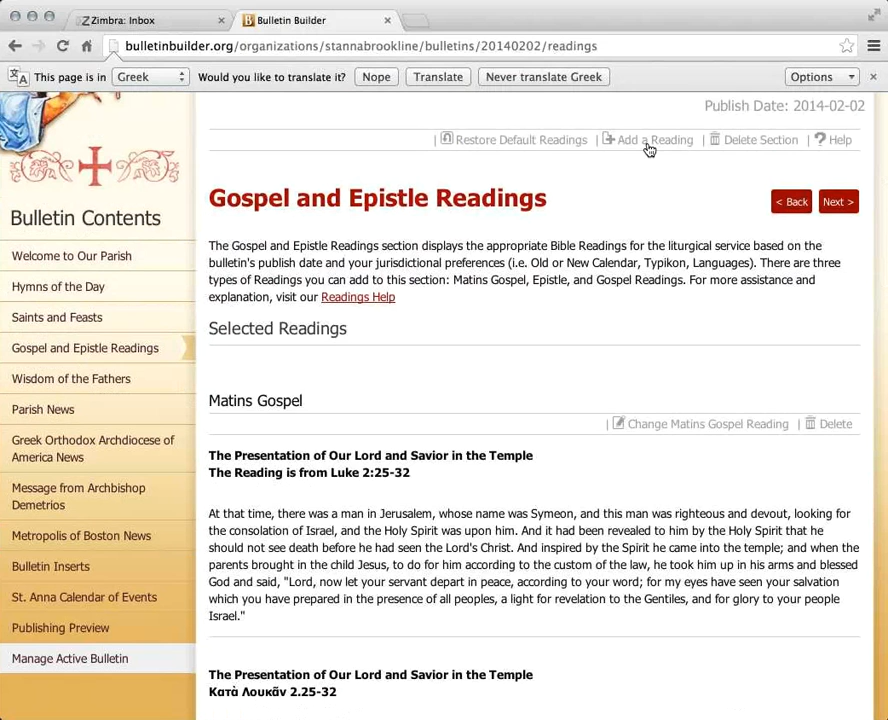 Zimbra: Inbox
Bulletin Builder
bulletinbuilder.org/organizations/stannabrookline/bulletins/20140202/readings
This page is in Greek Would you like to translate it? Nope Translate Never translate Greek Options
Publish Date: 2014-02-02
| Restore Default Readings | Add a Reading | Delete Section | Help
Gospel and Epistle Readings
< Back Next >
Bulletin Contents
Welcome to Our Parish
Hymns of the Day
Saints and Feasts
Gospel and Epistle Readings
Wisdom of the Fathers
Parish News
Greek Orthodox Archdiocese of
America News
Message from Archbishop
Demetrios
Metropolis of Boston News
Bulletin Inserts
St. Anna Calendar of Events
Publishing Preview
Manage Active Bulletin
The Gospel and Epistle Readings section displays the appropriate Bible Readings for the liturgical service based on the
bulletin's publish date and your jurisdictional preferences (i.e. Old or New Calendar, Typikon, Languages). There are three
types of Readings you can add to this section: Matins Gospel, Epistle, and Gospel Readings. For more assistance and
explanation, visit our Readings Help
Selected Readings
Matins Gospel
| Change Matins Gospel Reading | Delete
The Presentation of Our Lord and Savior in the Temple
The Reading is from Luke 2:25-32
At that time, there was a man in Jerusalem, whose name was Symeon, and this man was righteous and devout, looking for
the consolation of Israel, and the Holy Spirit was upon him. And it had been revealed to him by the Holy Spirit that he
should not see death before he had seen the Lord's Christ. And inspired by the Spirit he came into the temple; and when the
parents brought in the child Jesus, to do for him according to the custom of the law, he took him up in his arms and blessed
God and said, "Lord, now let your servant depart in peace, according to your word; for my eyes have seen your salvation
which you have prepared in the presence of all peoples, a light for revelation to the Gentiles, and for glory to your people
Israel."
The Presentation of Our Lord and Savior in the Temple
Κατὰ Λουκᾶν 2.25-32